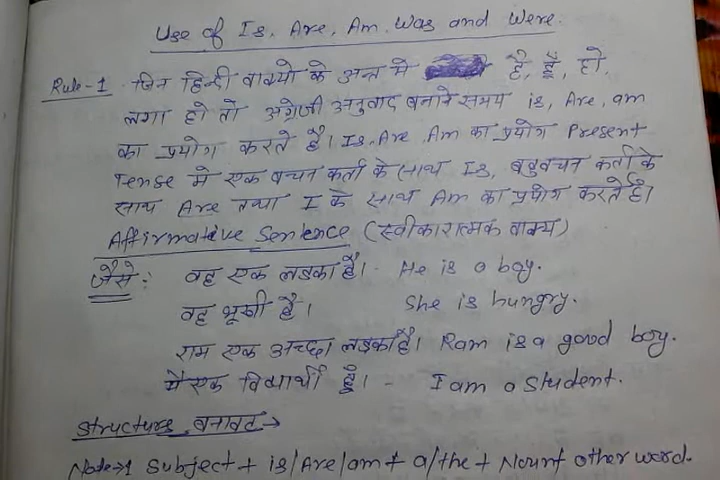 Use of Is, Are, Am, Was and Were.
Rule-1 जिन हिन्दी वाक्यो के अन्त मे है, हूँ, हो,
लगा हो तो अंग्रेजी अनुवाद बनाते समय is, Are, am
का प्रयोग करते है। Is, Are, Am का प्रयोग Present
Tense मे एक वचन कर्ता के साथ Is, बहुवचन कर्ता के
साथ Are तथा I के साथ Am का प्रयोग करते है।
Affirmative Sentence (स्वीकारात्मक वाक्य)
जैसे: वह एक लडका है। - He is a boy.
वह भूखी है। She is hungry.
राम एक अच्छा लडका है। Ram is a good boy.
मै एक विद्यार्थी हूँ। - I am a Student.
Structure बनावट →
Note→1 Subject + is/Are/am + a/the + Noun + other word.